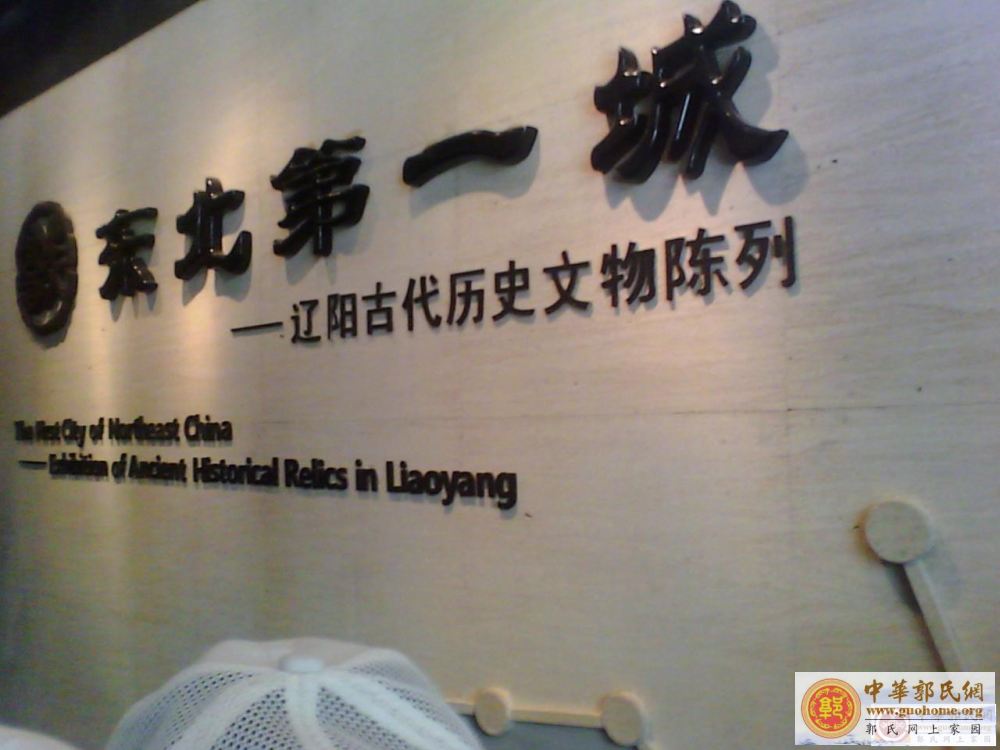 东北第一城
——辽阳古代历史文物陈列
The First City of Northeast China
——Exhibition of Ancient Historical Relics in Liaoyang
中華郭氏網
www.guohome.org
郭氏网上家园